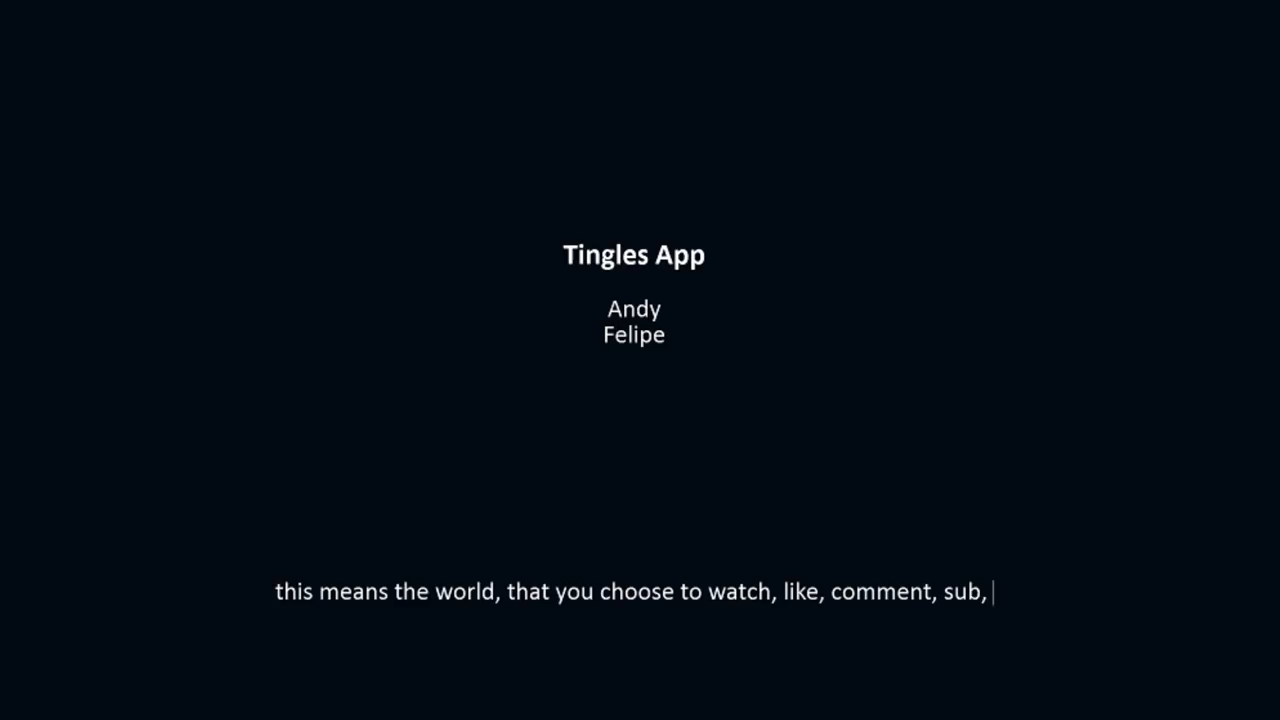 Tingles App
Andy
Felipe
this means the world, that you choose to watch, like, comment, sub,